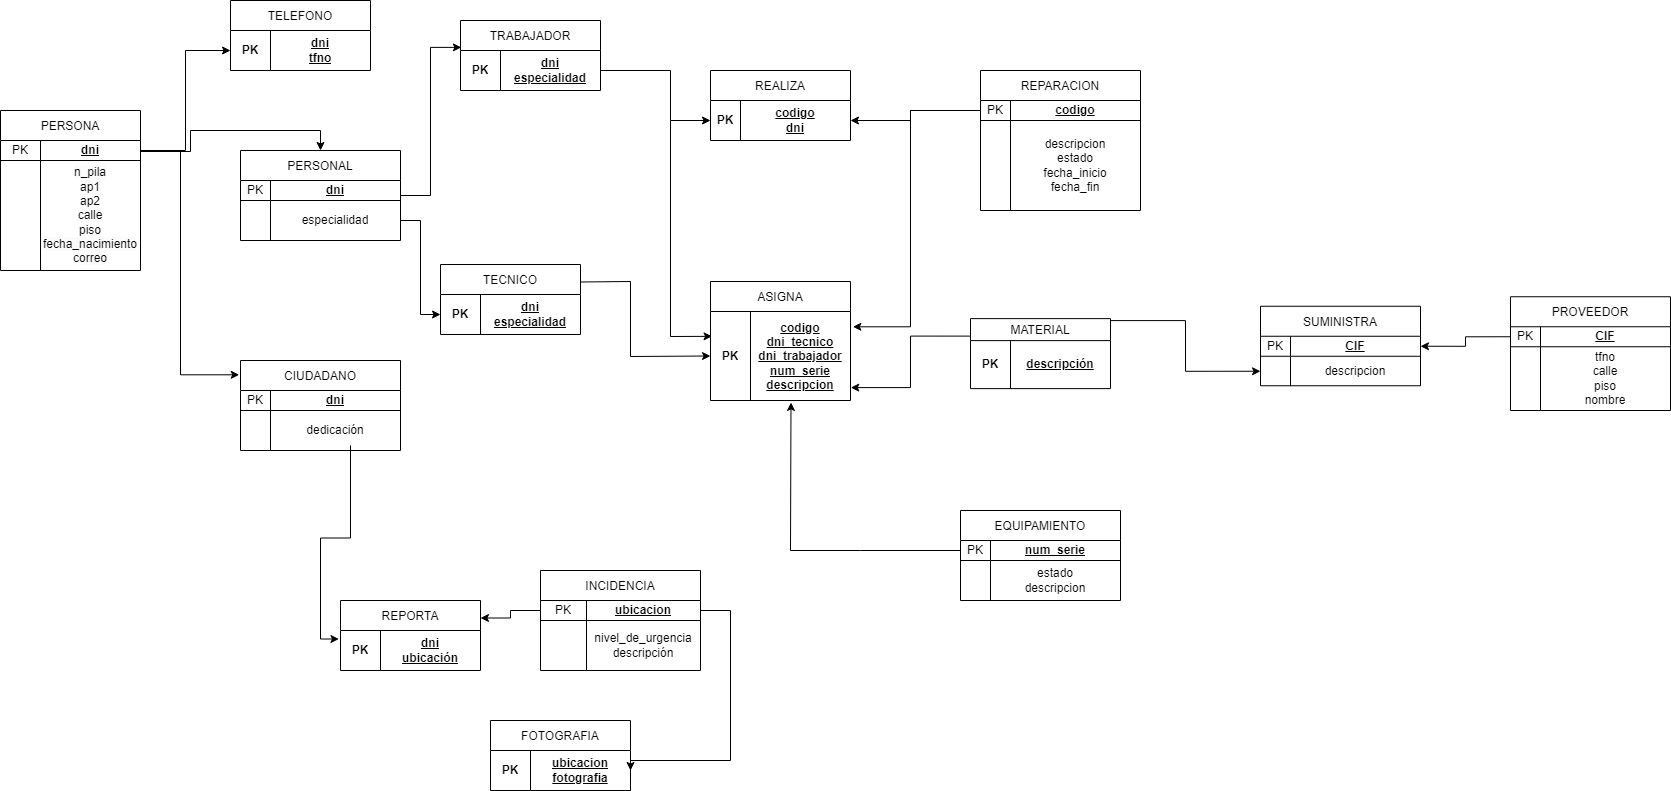 TELEFONO
PK
dni
tfno
TRABAJADOR
PK
dni
especialidad
REALIZA
PK
codigo
dni
REPARACION
PK
codigo
descripcion
estado
fecha_inicio
fecha_fin
PERSONA
PK
dni
n_pila
ap1
ap2
calle
piso
fecha_nacimiento
correo
PERSONAL
PK
dni
especialidad
TECNICO
PK
dni
especialidad
ASIGNA
PK
codigo
dni_tecnico
dni_trabajador
num_serie
descripcion
MATERIAL
PK
descripción
SUMINISTRA
PK
CIF
descripcion
PROVEEDOR
PK
CIF
tfno
calle
piso
nombre
CIUDADANO
PK
dni
dedicación
EQUIPAMIENTO
PK
num_serie
estado
descripcion
INCIDENCIA
PK
ubicacion
nivel_de_urgencia
descripción
REPORTA
PK
dni
ubicación
FOTOGRAFIA
PK
ubicacion
fotografia